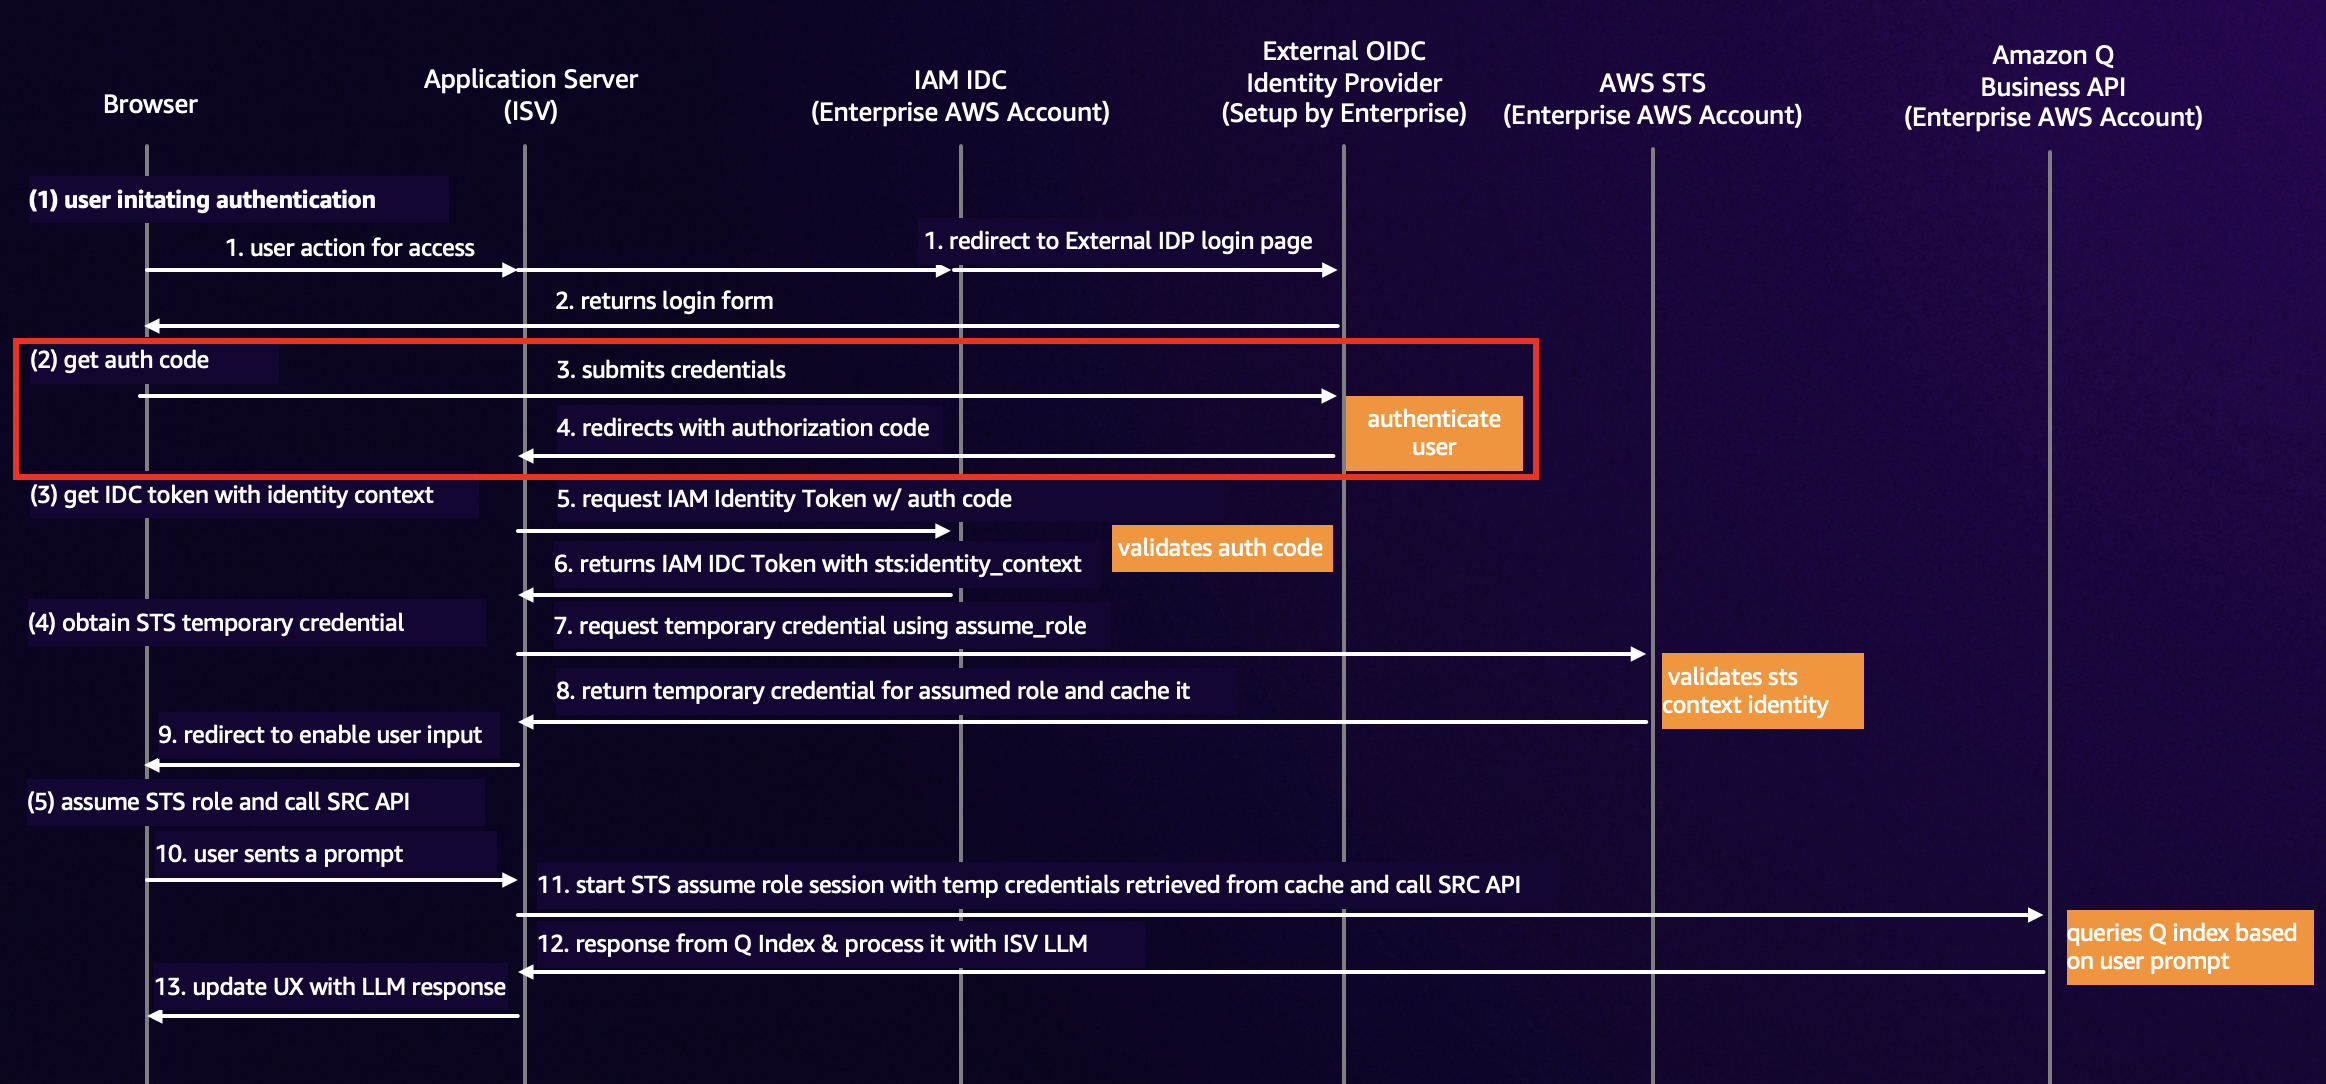 Browser
Application Server
(ISV)
IAM IDC
(Enterprise AWS Account)
External OIDC
Identity Provider
(Setup by Enterprise)
AWS STS
(Enterprise AWS Account)
Amazon Q
Business API
(Enterprise AWS Account)
(1) user initating authentication
1. user action for access
1. redirect to External IDP login page
2. returns login form
(2) get auth code
3. submits credentials
authenticate
user
4. redirects with authorization code
(3) get IDC token with identity context
5. request IAM Identity Token w/ auth code
validates auth code
6. returns IAM IDC Token with sts:identity_context
(4) obtain STS temporary credential
7. request temporary credential using assume_role
validates sts
context identity
8. return temporary credential for assumed role and cache it
9. redirect to enable user input
(5) assume STS role and call SRC API
10. user sents a prompt
11. start STS assume role session with temp credentials retrieved from cache and call SRC API
queries Q index based
on user prompt
12. response from Q Index & process it with ISV LLM
13. update UX with LLM response